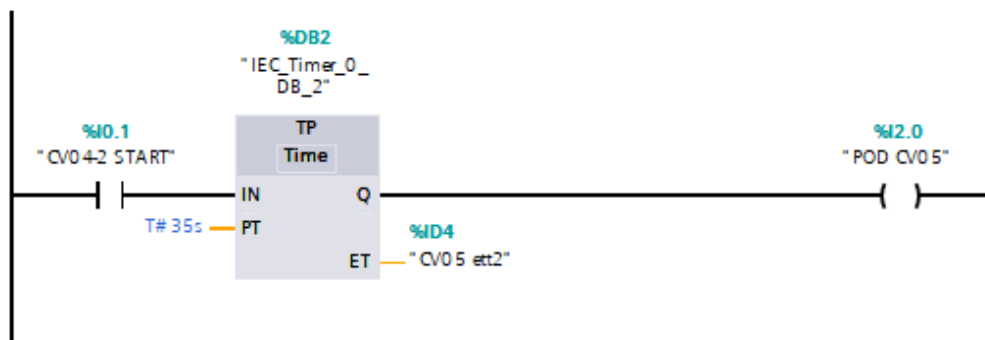 %DB2
"IEC_Timer_0_
DB_2"
%I0.1
"CV04-2 START"
TP
Time
%I2.0
"POD CV05"
IN
Q
T#35s
PT
%ID4
ET
"CV05 ett2"